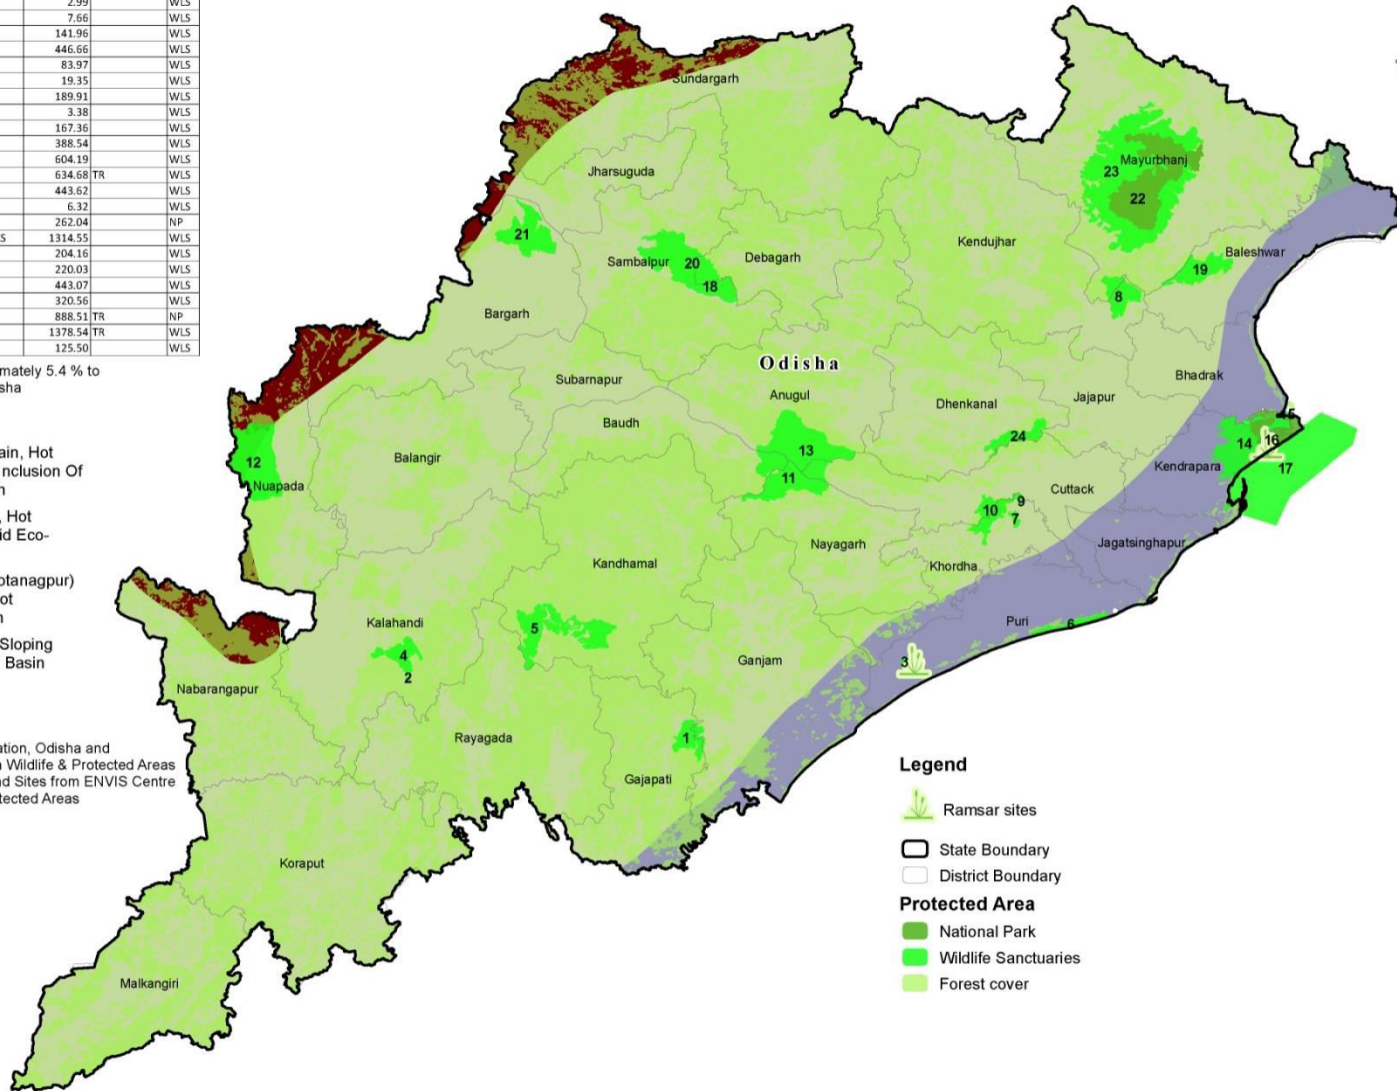 2.99 WLS
7.66 WLS
141.96 WLS
446.66 WLS
83.97 WLS
19.35 WLS
189.91 WLS
3.38 WLS
167.36 WLS
388.54 WLS
604.19 WLS
634.68 TR WLS
443.62 WLS
6.32 WLS
262.04 NP
S 1314.55 WLS
204.16 WLS
220.03 WLS
443.07 WLS
320.56 WLS
888.51 TR NP
1378.54 TR WLS
125.50 WLS
mately 5.4 % to
sha
ain, Hot
nclusion Of
n
, Hot
id Eco-
otanagpur)
ot
n
Sloping
Basin
ation, Odisha and
n Wildlife & Protected Areas
nd Sites from ENVIS Centre
tected Areas
Sundargarh
Jharsuguda
Mayurbhanj
23
22
21
Sambalpur
20
18
Debagarh
Kendujhar
Baleshwar
19
8
Bargarh
Odisha
Subarnapur
Anugul
Bhadrak
Baudh
Dhenkanal
Jajapur
Balangir
13
11
24
15
14
16
17
12
Nuapada
Kendrapara
Cuttack
10
9
7
Nayagarh
Jagatsinghapur
Kandhamal
Khordha
Kalahandi
5
4
2
Puri
6
3
Ganjam
Nabarangapur
Rayagada
1
Gajapati
Koraput
Malkangiri
Legend
Ramsar sites
State Boundary
District Boundary
Protected Area
National Park
Wildlife Sanctuaries
Forest cover